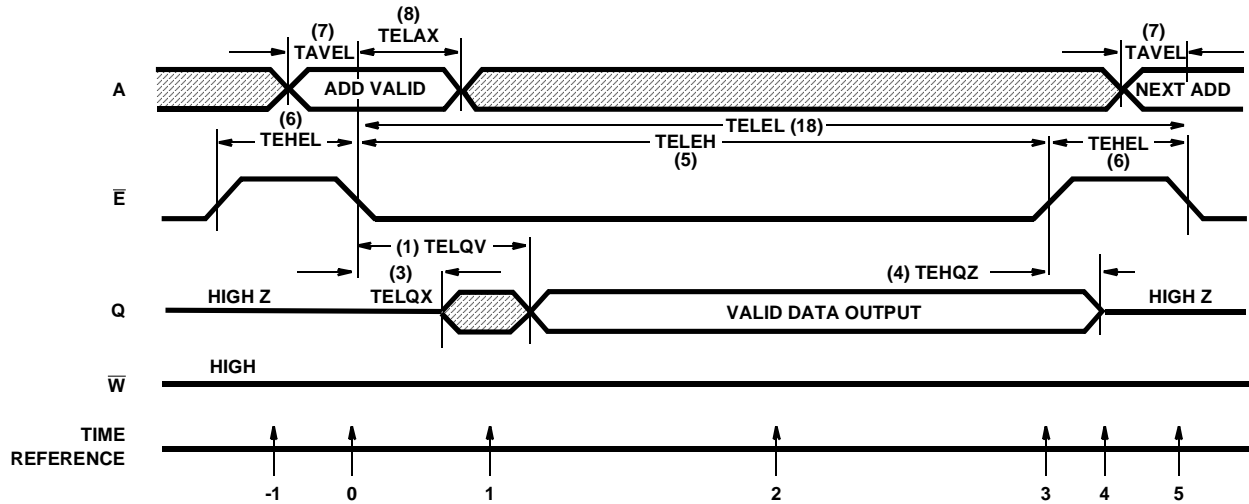 (8)
(7)
TELAX
(7)
TAVEL
TAVEL
A
ADD VALID
NEXT ADD
(6)
TELEL (18)
TEHEL
TELEH
TEHEL
(5)
(6)
E
(1) TELQV
(3)
(4) TEHQZ
HIGH Z
TELQX
HIGH Z
Q
VALID DATA OUTPUT
HIGH
W
TIME
REFERENCE
-1 0 1 2 3 4 5